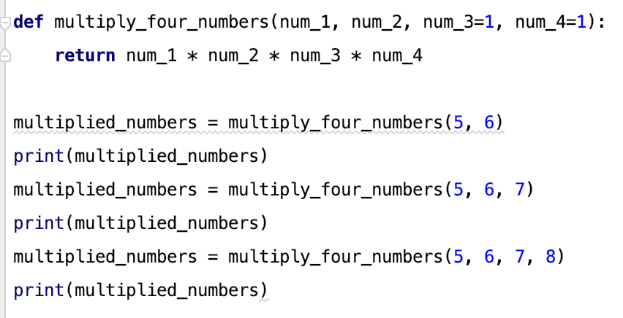 def multiply_four_numbers(num_1, num_2, num_3=1, num_4=1):
    return num_1 * num_2 * num_3 * num_4
multiplied_numbers = multiply_four_numbers(5, 6)
print(multiplied_numbers)
multiplied_numbers = multiply_four_numbers(5, 6, 7)
print(multiplied_numbers)
multiplied_numbers = multiply_four_numbers(5, 6, 7, 8)
print(multiplied_numbers)